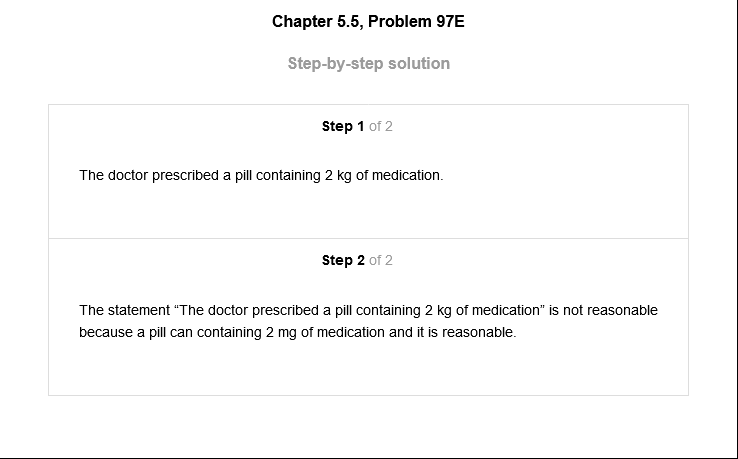 Chapter 5.5, Problem 97E
Step-by-step solution
Step 1 of 2
The doctor prescribed a pill containing 2 kg of medication.
Step 2 of 2
The statement “The doctor prescribed a pill containing 2 kg of medication” is not reasonable
because a pill can containing 2 mg of medication and it is reasonable.